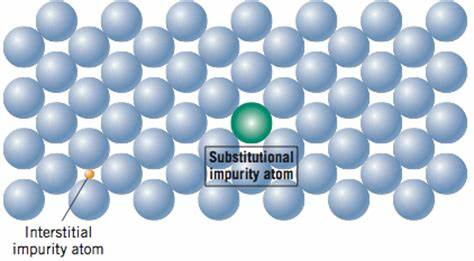 Substitutional
impurity atom
Interstitial
impurity atom